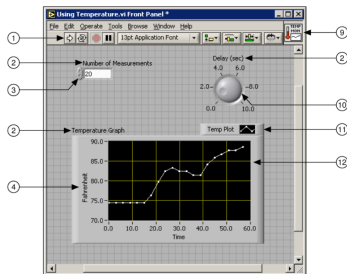 Using Temperature.vi Front Panel *
File Edit Operate Tools Browse Window Help
13pt Application Font
1
2
Number of Measurements
20
3
Delay (sec)
2
4.0 6.0
2.0 8.0
0.0 10.0
9
10
2
Temperature Graph
Temp Plot
11
4
Fahrenheit
90.0
85.0
80.0
75.0
70.0
12
0.0 10.0 20.0 30.0 40.0 50.0 60.0
Time